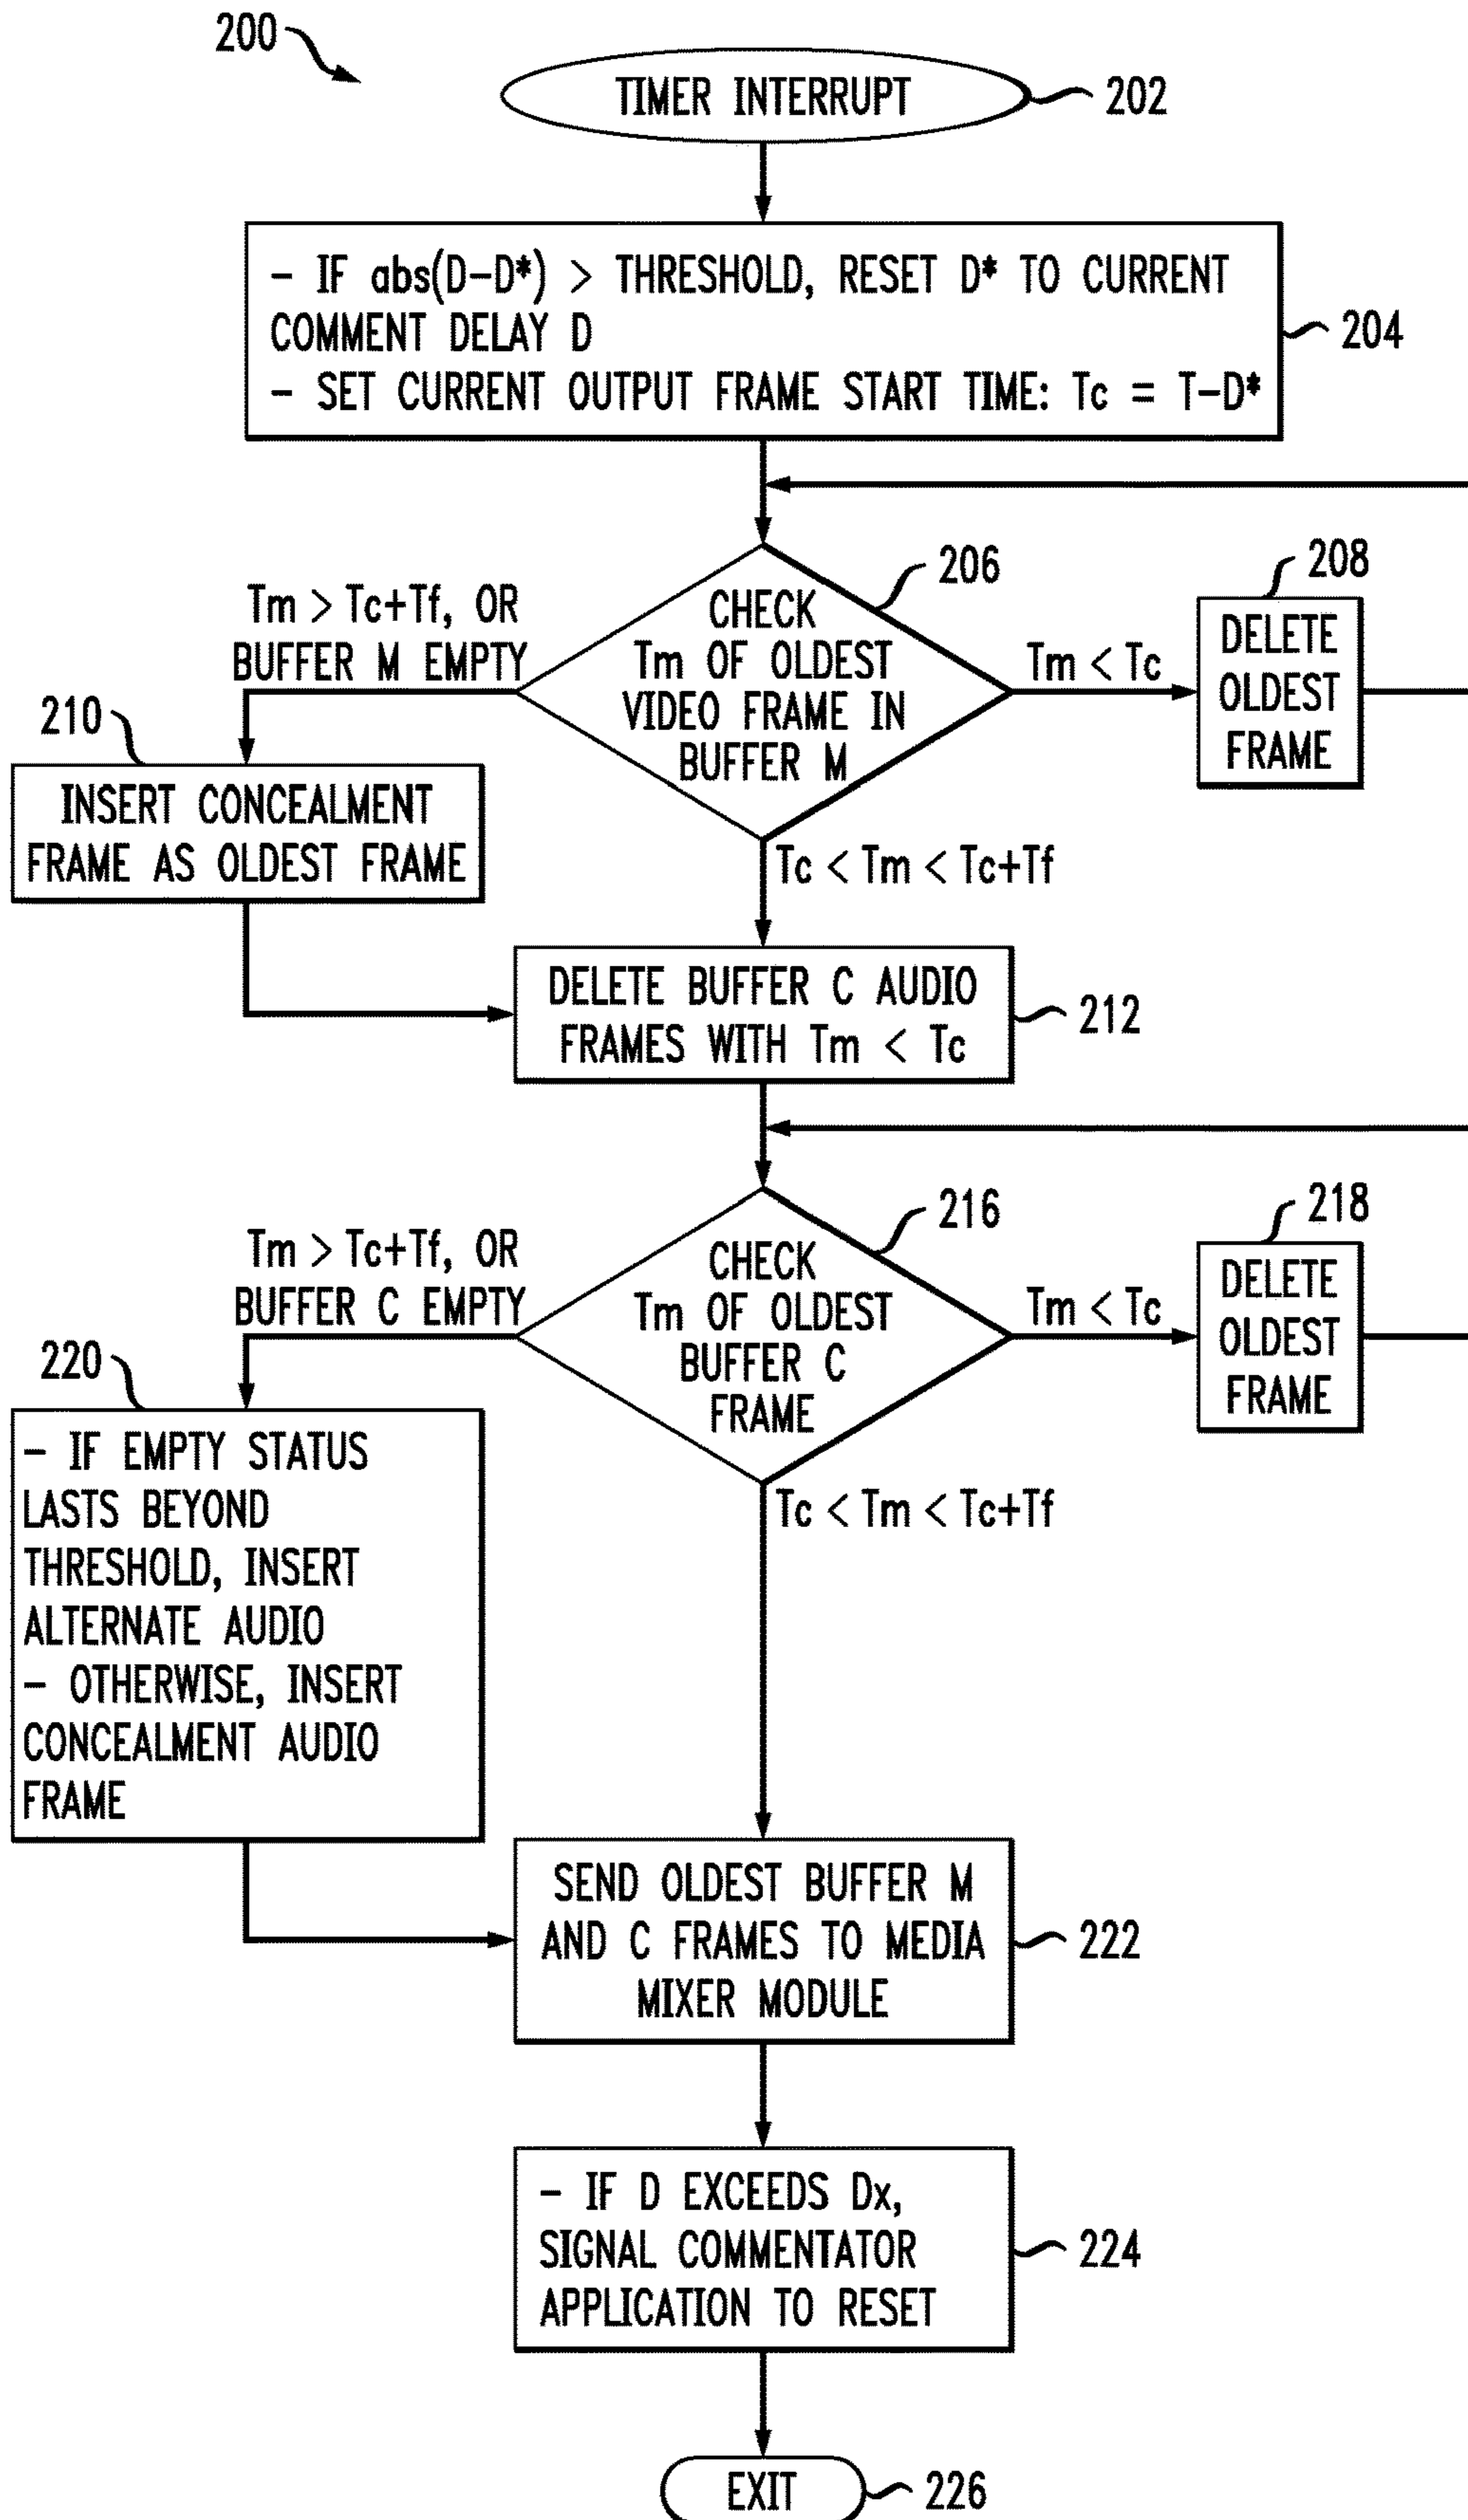 200
TIMER INTERRUPT
202
– IF abs(D–D*) > THRESHOLD, RESET D* TO CURRENT
COMMENT DELAY D
– SET CURRENT OUTPUT FRAME START TIME: Tc = T–D*
204
206
CHECK
Tm OF OLDEST
VIDEO FRAME IN
BUFFER M
Tm > Tc+Tf, OR
BUFFER M EMPTY
Tm < Tc
208
DELETE
OLDEST
FRAME
210
INSERT CONCEALMENT
FRAME AS OLDEST FRAME
Tc < Tm < Tc+Tf
DELETE BUFFER C AUDIO
FRAMES WITH Tm < Tc
212
216
CHECK
Tm OF OLDEST
BUFFER C
FRAME
Tm > Tc+Tf, OR
BUFFER C EMPTY
Tm < Tc
218
DELETE
OLDEST
FRAME
220
– IF EMPTY STATUS
LASTS BEYOND
THRESHOLD, INSERT
ALTERNATE AUDIO
– OTHERWISE, INSERT
CONCEALMENT AUDIO
FRAME
Tc < Tm < Tc+Tf
SEND OLDEST BUFFER M
AND C FRAMES TO MEDIA
MIXER MODULE
222
– IF D EXCEEDS Dx,
SIGNAL COMMENTATOR
APPLICATION TO RESET
224
EXIT
226